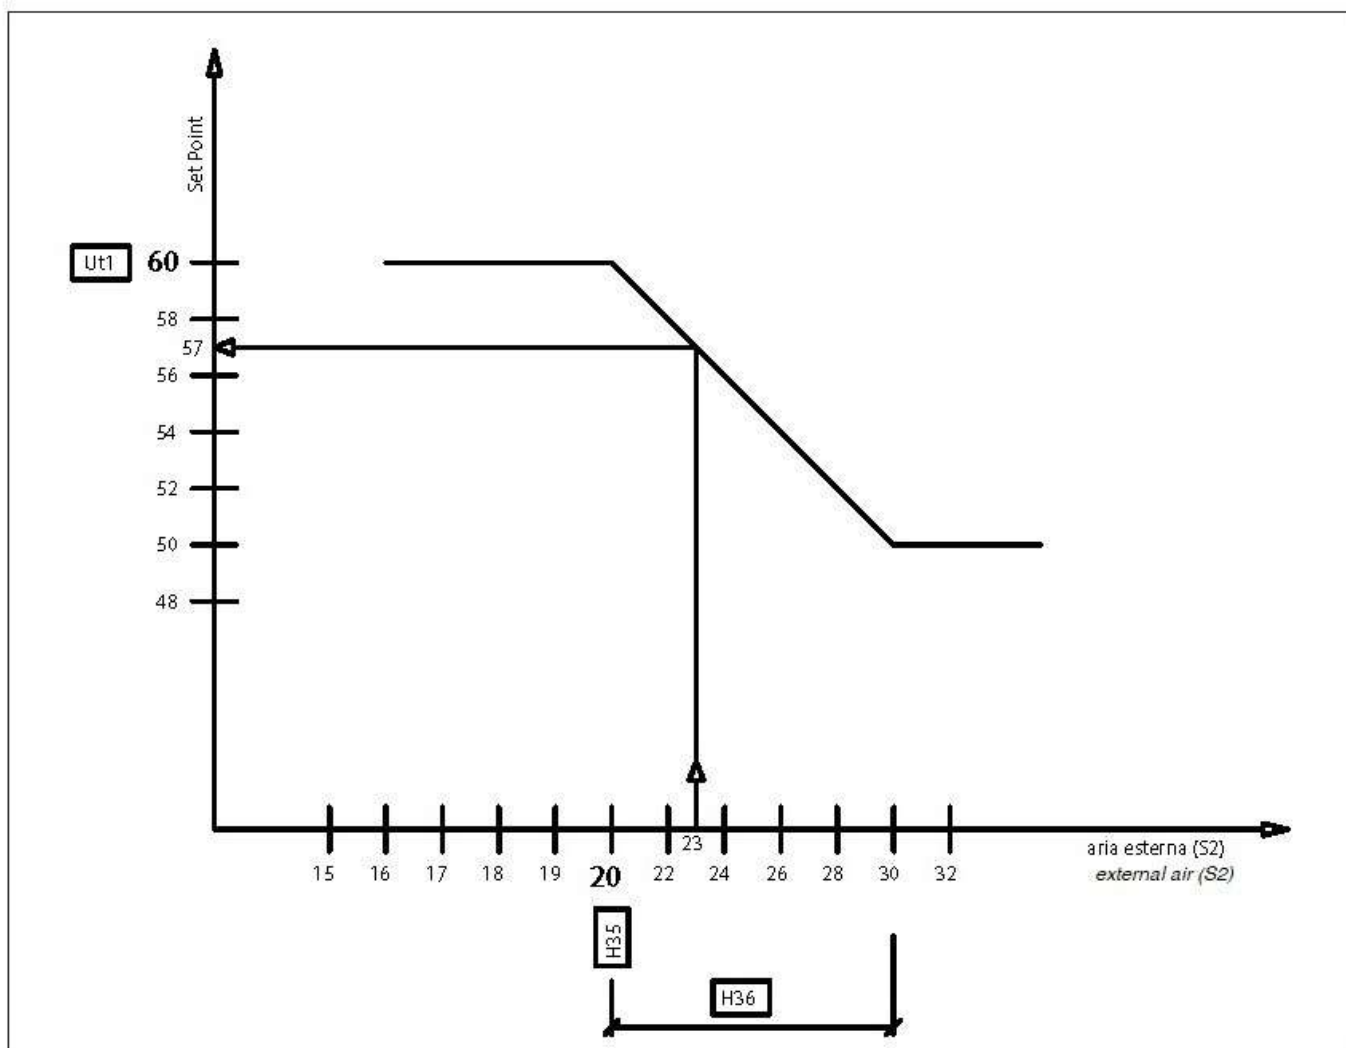 Set Point
Ut1 60
58
57
56
54
52
50
48
23
15 16 17 18 19 20 22 24 26 28 30 32
aria esterna (S2)
external air (S2)
H35
H36